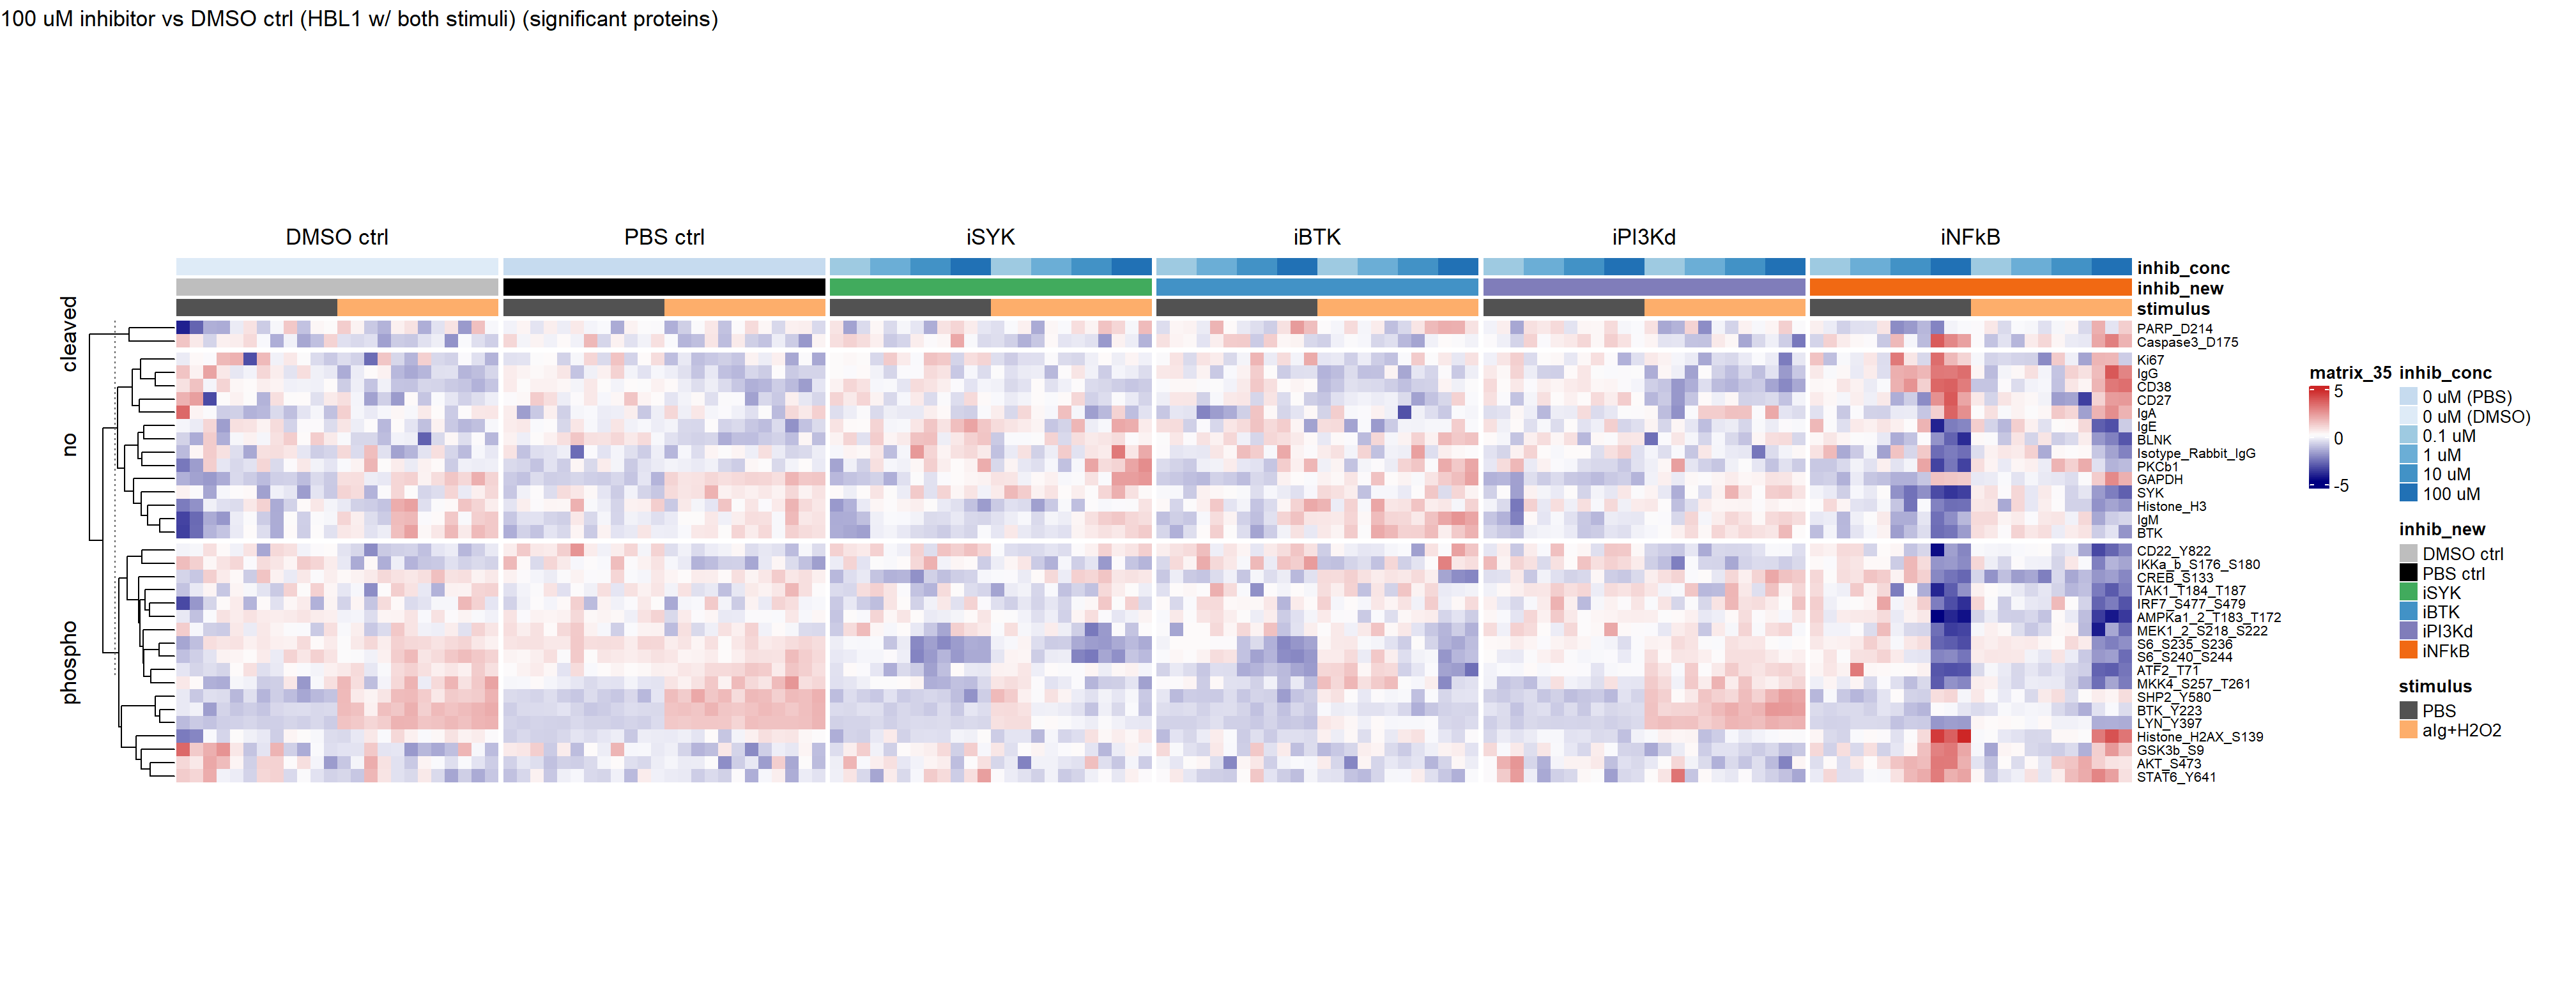 100 uM inhibitor vs DMSO ctrl (HBL1 w/ both stimuli) (significant proteins)
DMSO ctrl
PBS ctrl
iSYK
iBTK
iPI3Kd
iNFkB
inhib_conc
inhib_new
stimulus
cleaved
no
phospho
PARP_D214
Caspase3_D175
Ki67
IgG
CD38
CD27
IgA
IgE
BLNK
Isotype_Rabbit_IgG
PKCb1
GAPDH
SYK
Histone_H3
IgM
BTK
CD22_Y822
IKKa_b_S176_S180
CREB_S133
TAK1_T184_T187
IRF7_S477_S479
AMPKa1_2_T183_T172
MEK1_2_S218_S222
S6_S235_S236
S6_S240_S244
ATF2_T71
MKK4_S257_T261
SHP2_Y580
BTK_Y223
LYN_Y397
Histone_H2AX_S139
GSK3b_S9
AKT_S473
STAT6_Y641
matrix_35
5
0
-5
inhib_conc
0 uM (PBS)
0 uM (DMSO)
0.1 uM
1 uM
10 uM
100 uM
inhib_new
DMSO ctrl
PBS ctrl
iSYK
iBTK
iPI3Kd
iNFkB
stimulus
PBS
aIg+H2O2